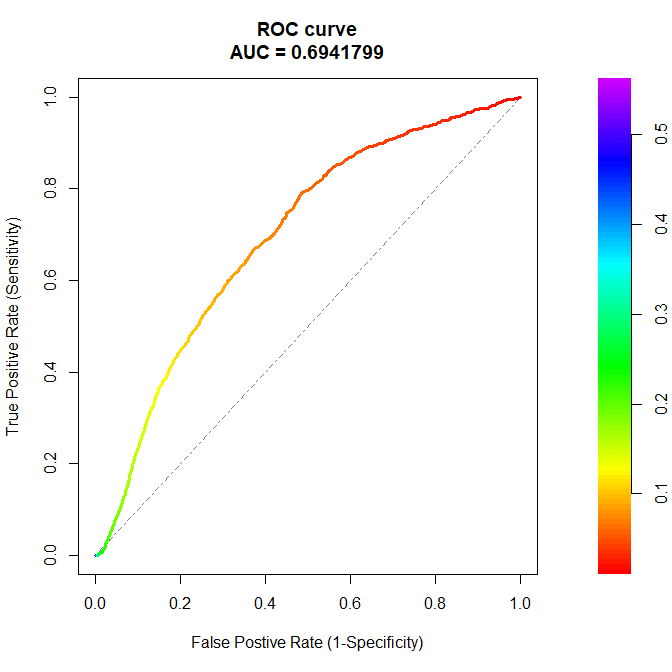 ROC curve
AUC = 0.6941799
True Positive Rate (Sensitivity)
1.0
0.8
0.6
0.4
0.2
0.0
0.0 0.2 0.4 0.6 0.8 1.0
False Postive Rate (1-Specificity)
0.5
0.4
0.3
0.2
0.1